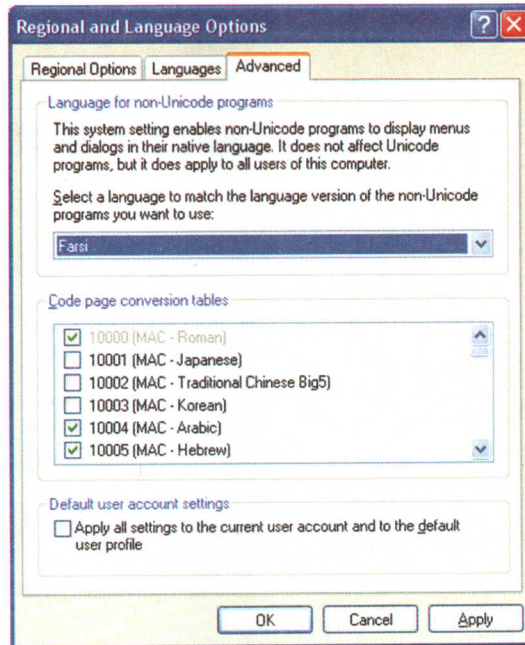 Regional and Language Options
Regional Options Languages Advanced
Language for non-Unicode programs
This system setting enables non-Unicode programs to display menus
and dialogs in their native language. It does not affect Unicode
programs, but it does apply to all users of this computer.
Select a language to match the language version of the non-Unicode
programs you want to use:
Farsi
Code page conversion tables
10000 (MAC - Roman)
10001 (MAC - Japanese)
10002 (MAC - Traditional Chinese Big5)
10003 (MAC - Korean)
10004 (MAC - Arabic)
10005 (MAC - Hebrew)
Default user account settings
Apply all settings to the current user account and to the default
user profile
OK Cancel Apply